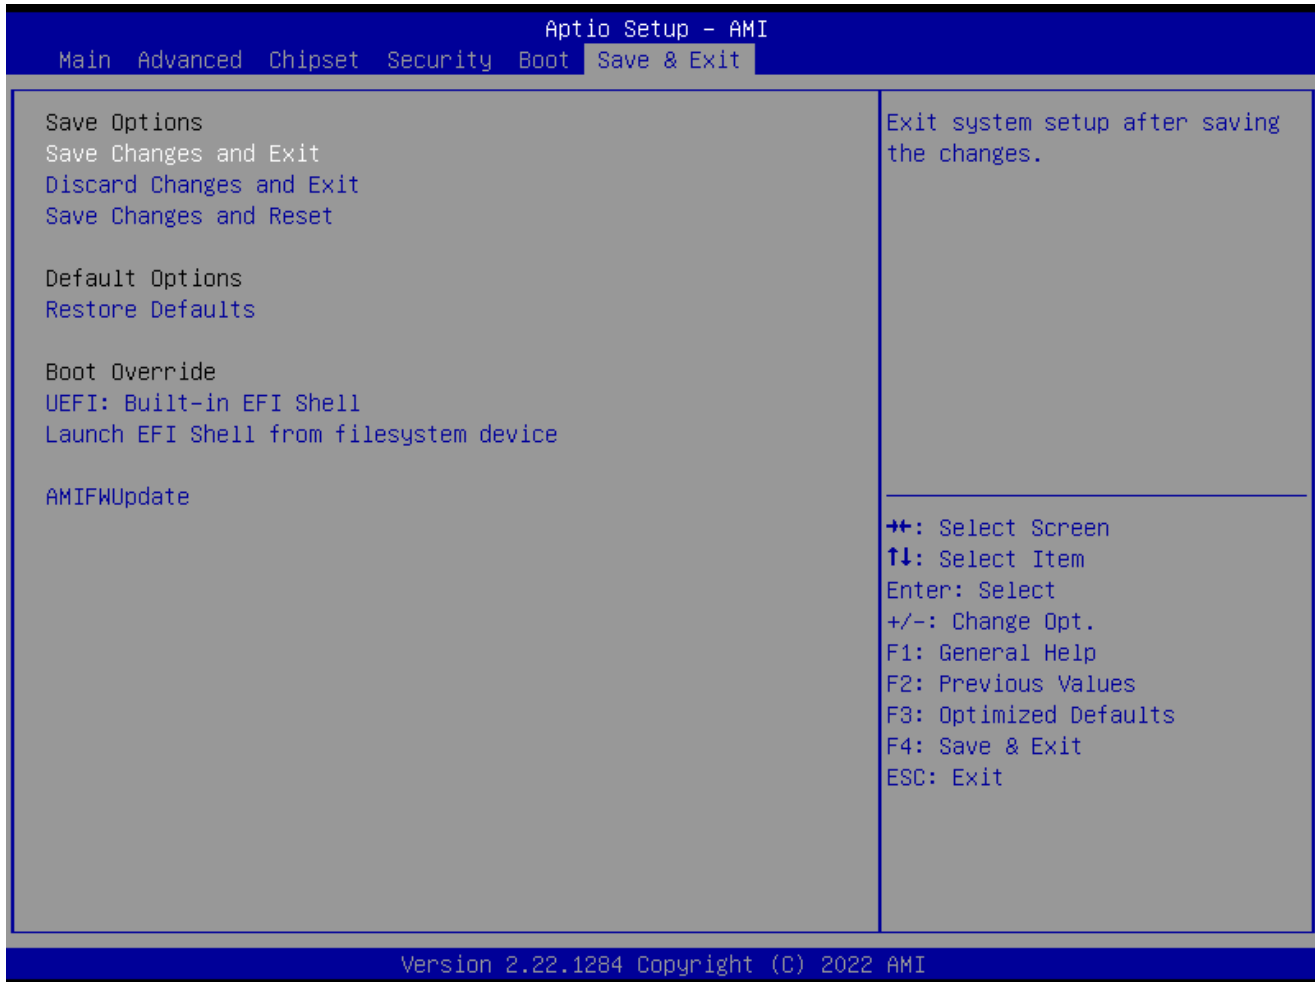 Aptio Setup – AMI
Main Advanced Chipset Security Boot Save & Exit
Save Options
Save Changes and Exit
Discard Changes and Exit
Save Changes and Reset
Default Options
Restore Defaults
Boot Override
UEFI: Built-in EFI Shell
Launch EFI Shell from filesystem device
AMIFWUpdate
Exit system setup after saving
the changes.
→←: Select Screen
↑↓: Select Item
Enter: Select
+/-: Change Opt.
F1: General Help
F2: Previous Values
F3: Optimized Defaults
F4: Save & Exit
ESC: Exit
Version 2.22.1284 Copyright (C) 2022 AMI